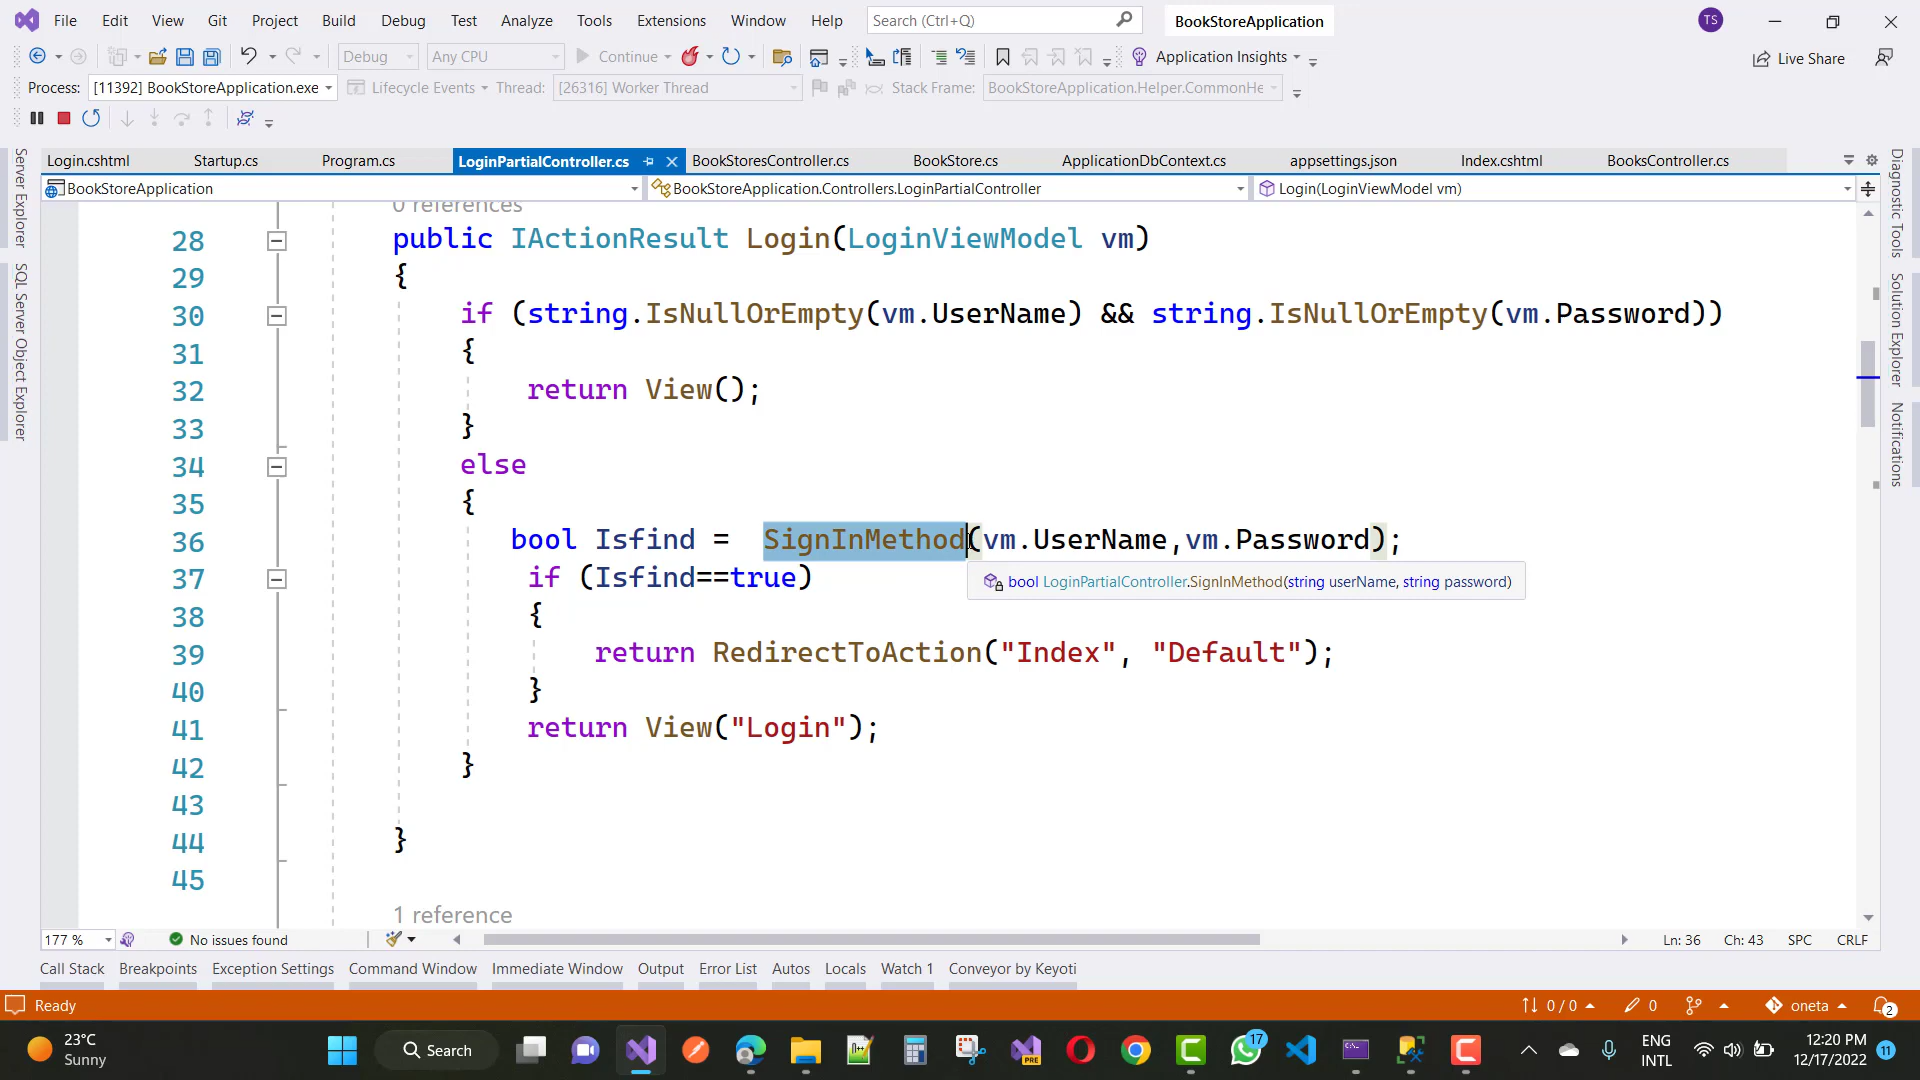 File Edit View Git Project Build Debug Test Analyze Tools Extensions Window Help Search (Ctrl+Q) BookStoreApplication TS
Debug Any CPU Continue Application Insights Live Share
Process: [11392] BookStoreApplication.exe Lifecycle Events Thread: [26316] Worker Thread Stack Frame: BookStoreApplication.Helper.CommonHe
Login.cshtml Startup.cs Program.cs LoginPartialController.cs BookStoresController.cs BookStore.cs ApplicationDbContext.cs appsettings.json Index.cshtml BooksController.cs
BookStoreApplication BookStoreApplication.Controllers.LoginPartialController Login(LoginViewModel vm)
Server Explorer
SQL Server Object Explorer
Diagnostic Tools
Solution Explorer
Notifications
0 references
28 public IActionResult Login(LoginViewModel vm)
29 {
30 if (string.IsNullOrEmpty(vm.UserName) && string.IsNullOrEmpty(vm.Password))
31 {
32 return View();
33 }
34 else
35 {
36 bool Isfind =  SignInMethod(vm.UserName,vm.Password);
37 if (Isfind==true)
bool LoginPartialController.SignInMethod(string userName, string password)
38 {
39 return RedirectToAction("Index", "Default");
40 }
41 return View("Login");
42 }
43
44 }
45
1 reference
177 % No issues found Ln: 36 Ch: 43 SPC CRLF
Call Stack Breakpoints Exception Settings Command Window Immediate Window Output Error List Autos Locals Watch 1 Conveyor by Keyoti
Ready 0 / 0 0 oneta 2
23°C
Sunny
Search
PRE
17
ENG
INTL
12:20 PM
12/17/2022
11